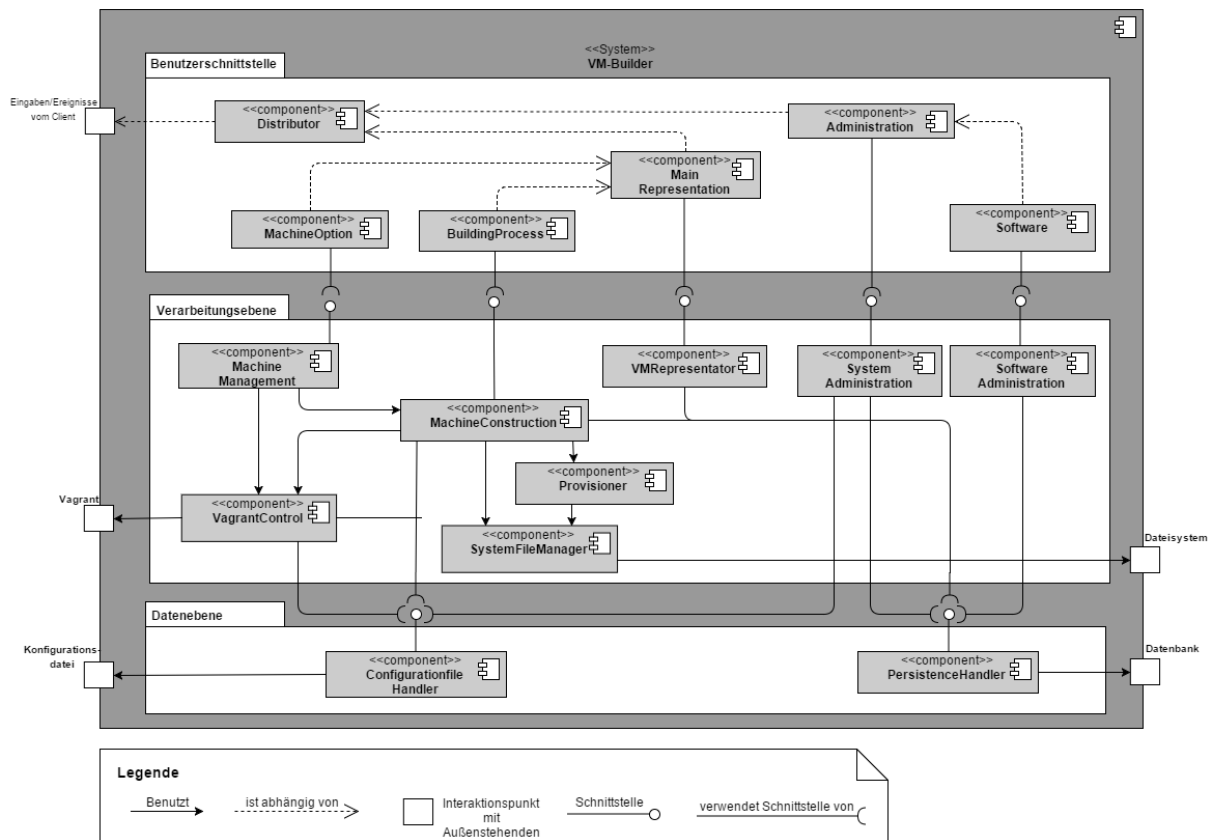 <<System>>
VM-Builder
Benutzerschnittstelle
Eingaben/Ereignisse
vom Client
<<component>>
Distributor
<<component>>
Administration
<<component>>
Main
Representation
<<component>>
MachineOption
<<component>>
BuildingProcess
<<component>>
Software
Verarbeitungsebene
<<component>>
Machine
Management
<<component>>
VMRepresentator
<<component>>
System
Administration
<<component>>
Software
Administration
<<component>>
MachineConstruction
<<component>>
Provisioner
Vagrant
<<component>>
VagrantControl
<<component>>
SystemFileManager
Dateisystem
Datenebene
Konfigurations-
datei
<<component>>
Configurationfile
Handler
<<component>>
PersistenceHandler
Datenbank
Legende
Benutzt
ist abhängig von
Interaktionspunkt
mit
Außenstehenden
Schnittstelle
verwendet Schnittstelle von